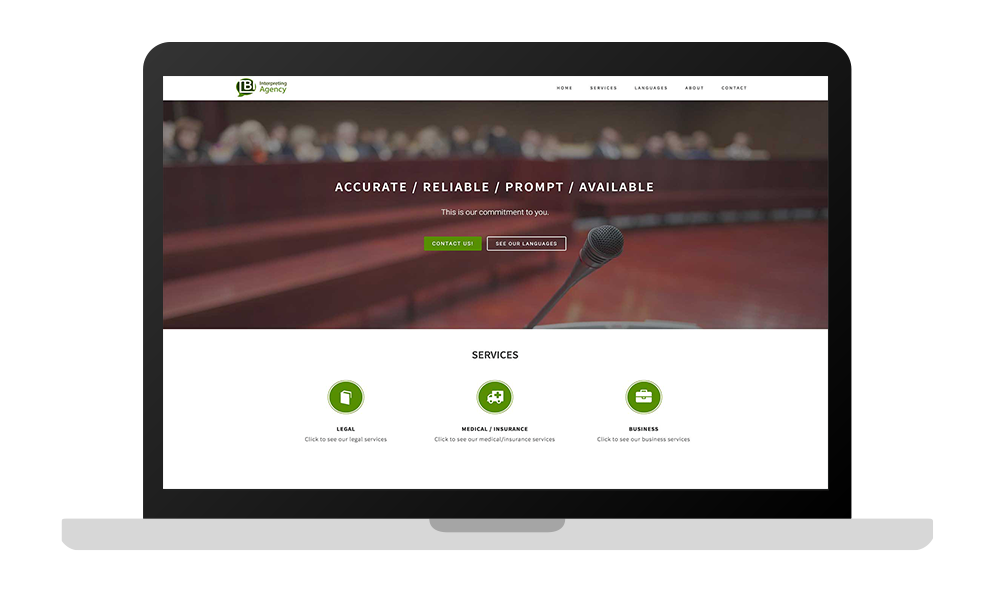 Interpreting
Agency
HOME SERVICES LANGUAGES ABOUT CONTACT
ACCURATE / RELIABLE / PROMPT / AVAILABLE
This is our commitment to you.
CONTACT US! SEE OUR LANGUAGES
SERVICES
LEGAL MEDICAL / INSURANCE BUSINESS
Click to see our legal services Click to see our medical/insurance services Click to see our business services